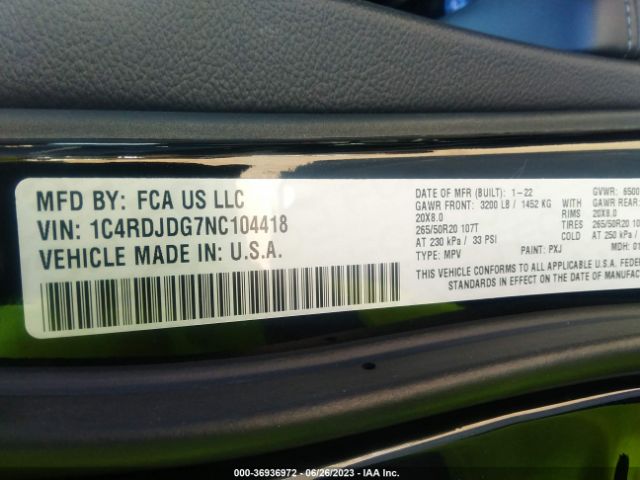 MFD BY: FCA US LLC
VIN: 1C4RDJDG7NC104418
VEHICLE MADE IN: U.S.A.
DATE OF MFR (BUILT): 1-22 GVWR: 6500
GAWR FRONT: 3200 LB / 1452 KG GAWR REAR:
20X8.0 RIMS 20X8.0
265/50R20 107T TIRES 265/50R20 107
AT 230 kPa / 33 PSI COLD AT 250 kPa /
TYPE: MPV PAINT: PXJ MDH: 01
THIS VEHICLE CONFORMS TO ALL APPLICABLE U.S.A. FEDE
STANDARDS IN EFFECT ON THE DATE OF MANUFAC
000-36936972 - 06/26/2023 - IAA Inc.